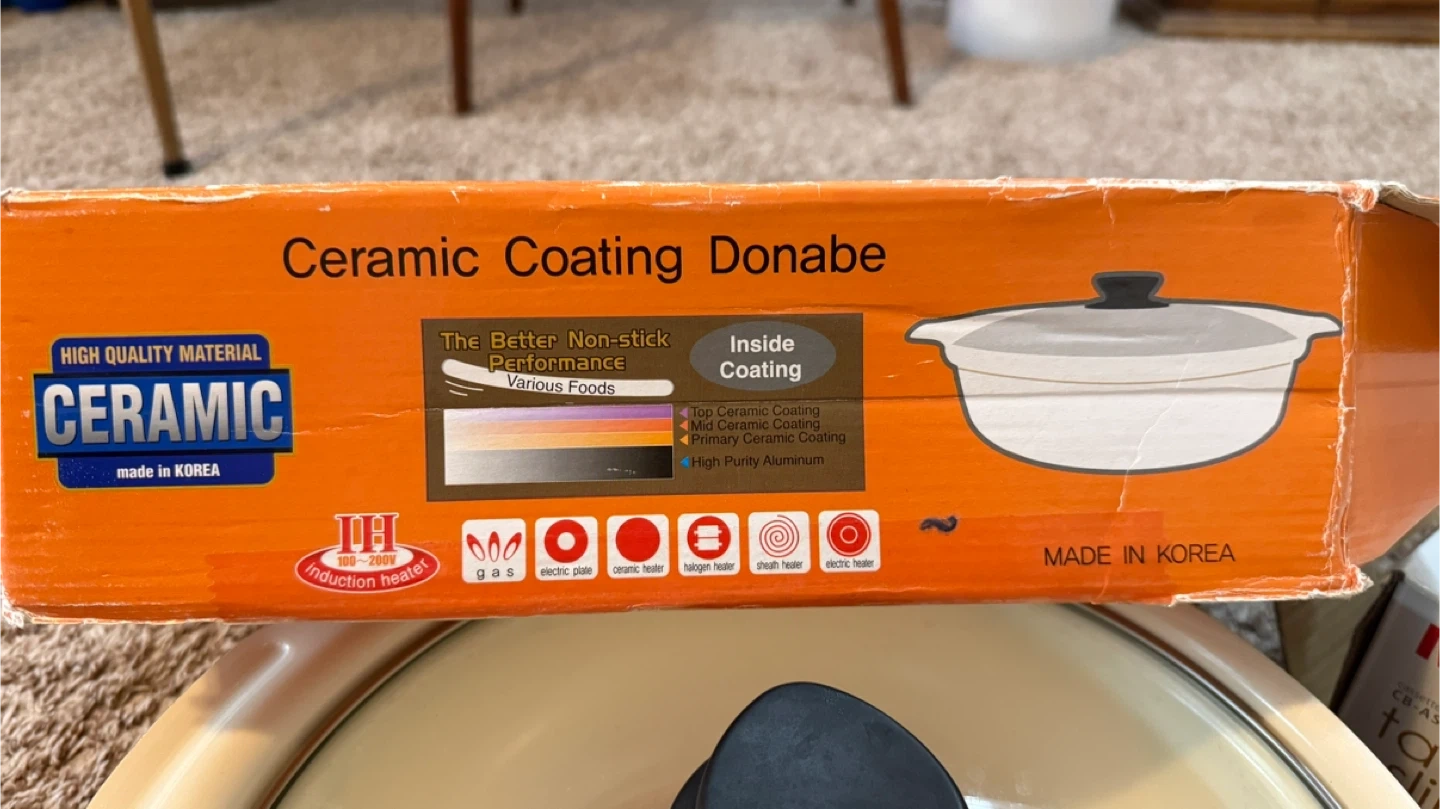 Ceramic Coating Donabe
HIGH QUALITY MATERIAL
CERAMIC
made in KOREA
The Better Non-stick
Performance
Various Foods
Inside
Coating
Top Ceramic Coating
Mid Ceramic Coating
Primary Ceramic Coating
High Purity Aluminum
IH
100~200V
induction heater
gas
electric plate
ceramic heater
halogen heater
sheath heater
electric heater
MADE IN KOREA